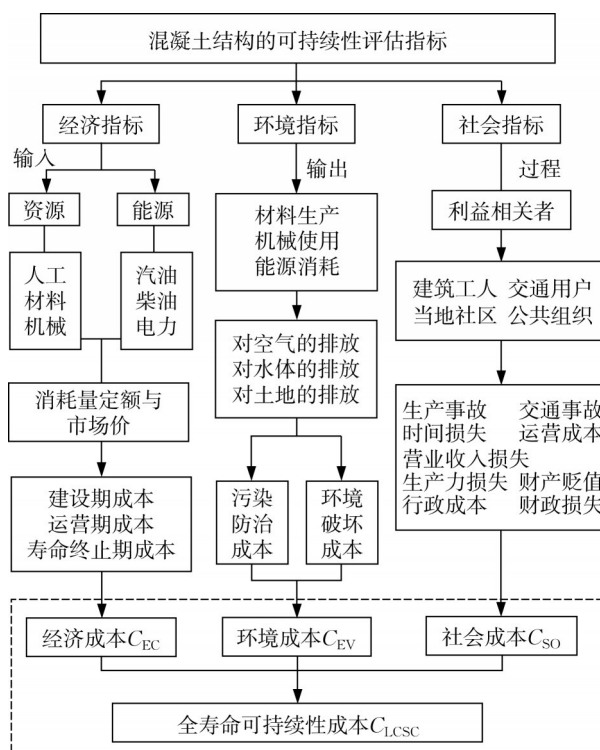 混凝土结构的可持续性评估指标
经济指标
环境指标
社会指标
输入
输出
过程
资源
能源
材料生产
机械使用
能源消耗
利益相关者
人工
材料
机械
汽油
柴油
电力
建筑工人 交通用户
当地社区 公共组织
对空气的排放
对水体的排放
对土地的排放
消耗量定额与
市场价
生产事故 交通事故
时间损失 运营成本
营业收入损失
生产力损失 财产贬值
行政成本 财政损失
建设期成本
运营期成本
寿命终止期成本
污染
防治
成本
环境
破坏
成本
经济成本CEC
环境成本CEV
社会成本CSO
全寿命可持续性成本CLCSC